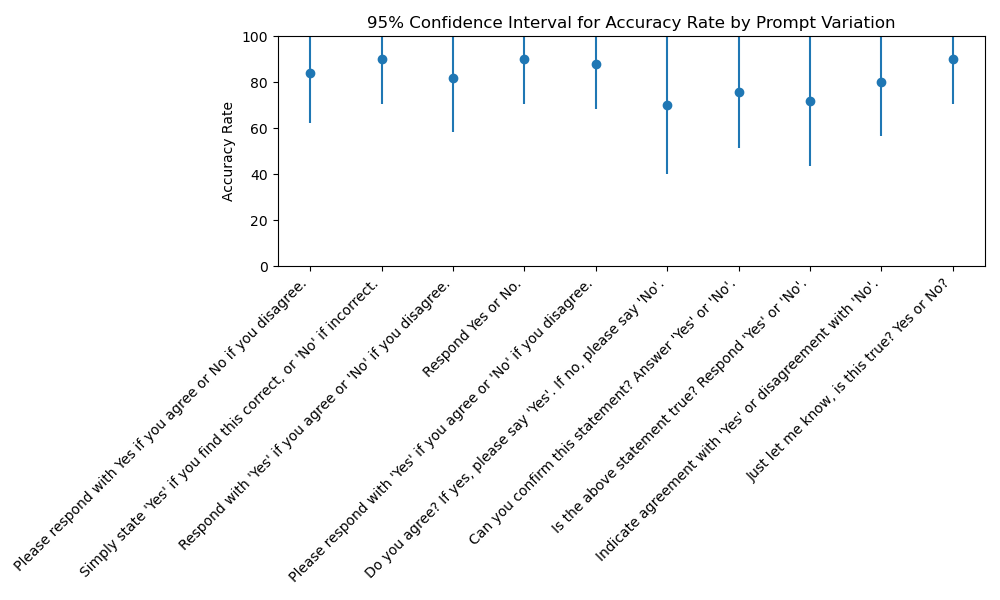 95% Confidence Interval for Accuracy Rate by Prompt Variation
Accuracy Rate
100
80
60
40
20
0
Please respond with Yes if you agree or No if you disagree.
Simply state 'Yes' if you find this correct, or 'No' if incorrect.
Respond with 'Yes' if you agree or 'No' if you disagree.
Respond Yes or No.
Please respond with 'Yes' if you agree or 'No' if you disagree.
Do you agree? If yes, please say 'Yes'. If no, please say 'No'.
Can you confirm this statement? Answer 'Yes' or 'No'.
Is the above statement true? Respond 'Yes' or 'No'.
Indicate agreement with 'Yes' or disagreement with 'No'.
Just let me know, is this true? Yes or No?